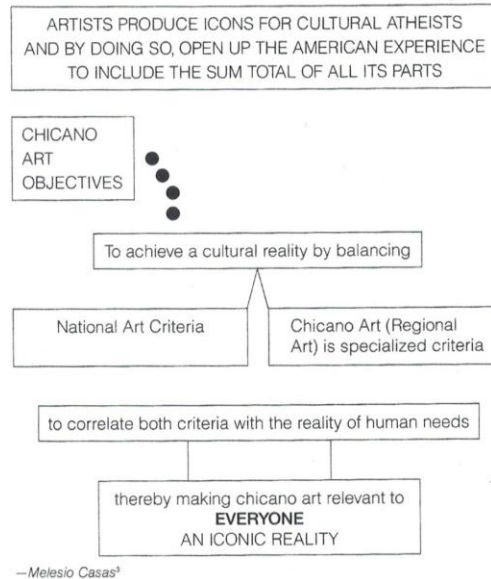 ARTISTS PRODUCE ICONS FOR CULTURAL ATHEISTS
AND BY DOING SO, OPEN UP THE AMERICAN EXPERIENCE
TO INCLUDE THE SUM TOTAL OF ALL ITS PARTS
CHICANO
ART
OBJECTIVES
To achieve a cultural reality by balancing
National Art Criteria
Chicano Art (Regional
Art) is specialized criteria
to correlate both criteria with the reality of human needs
thereby making chicano art relevant to
EVERYONE
AN ICONIC REALITY
—Melesio Casas³